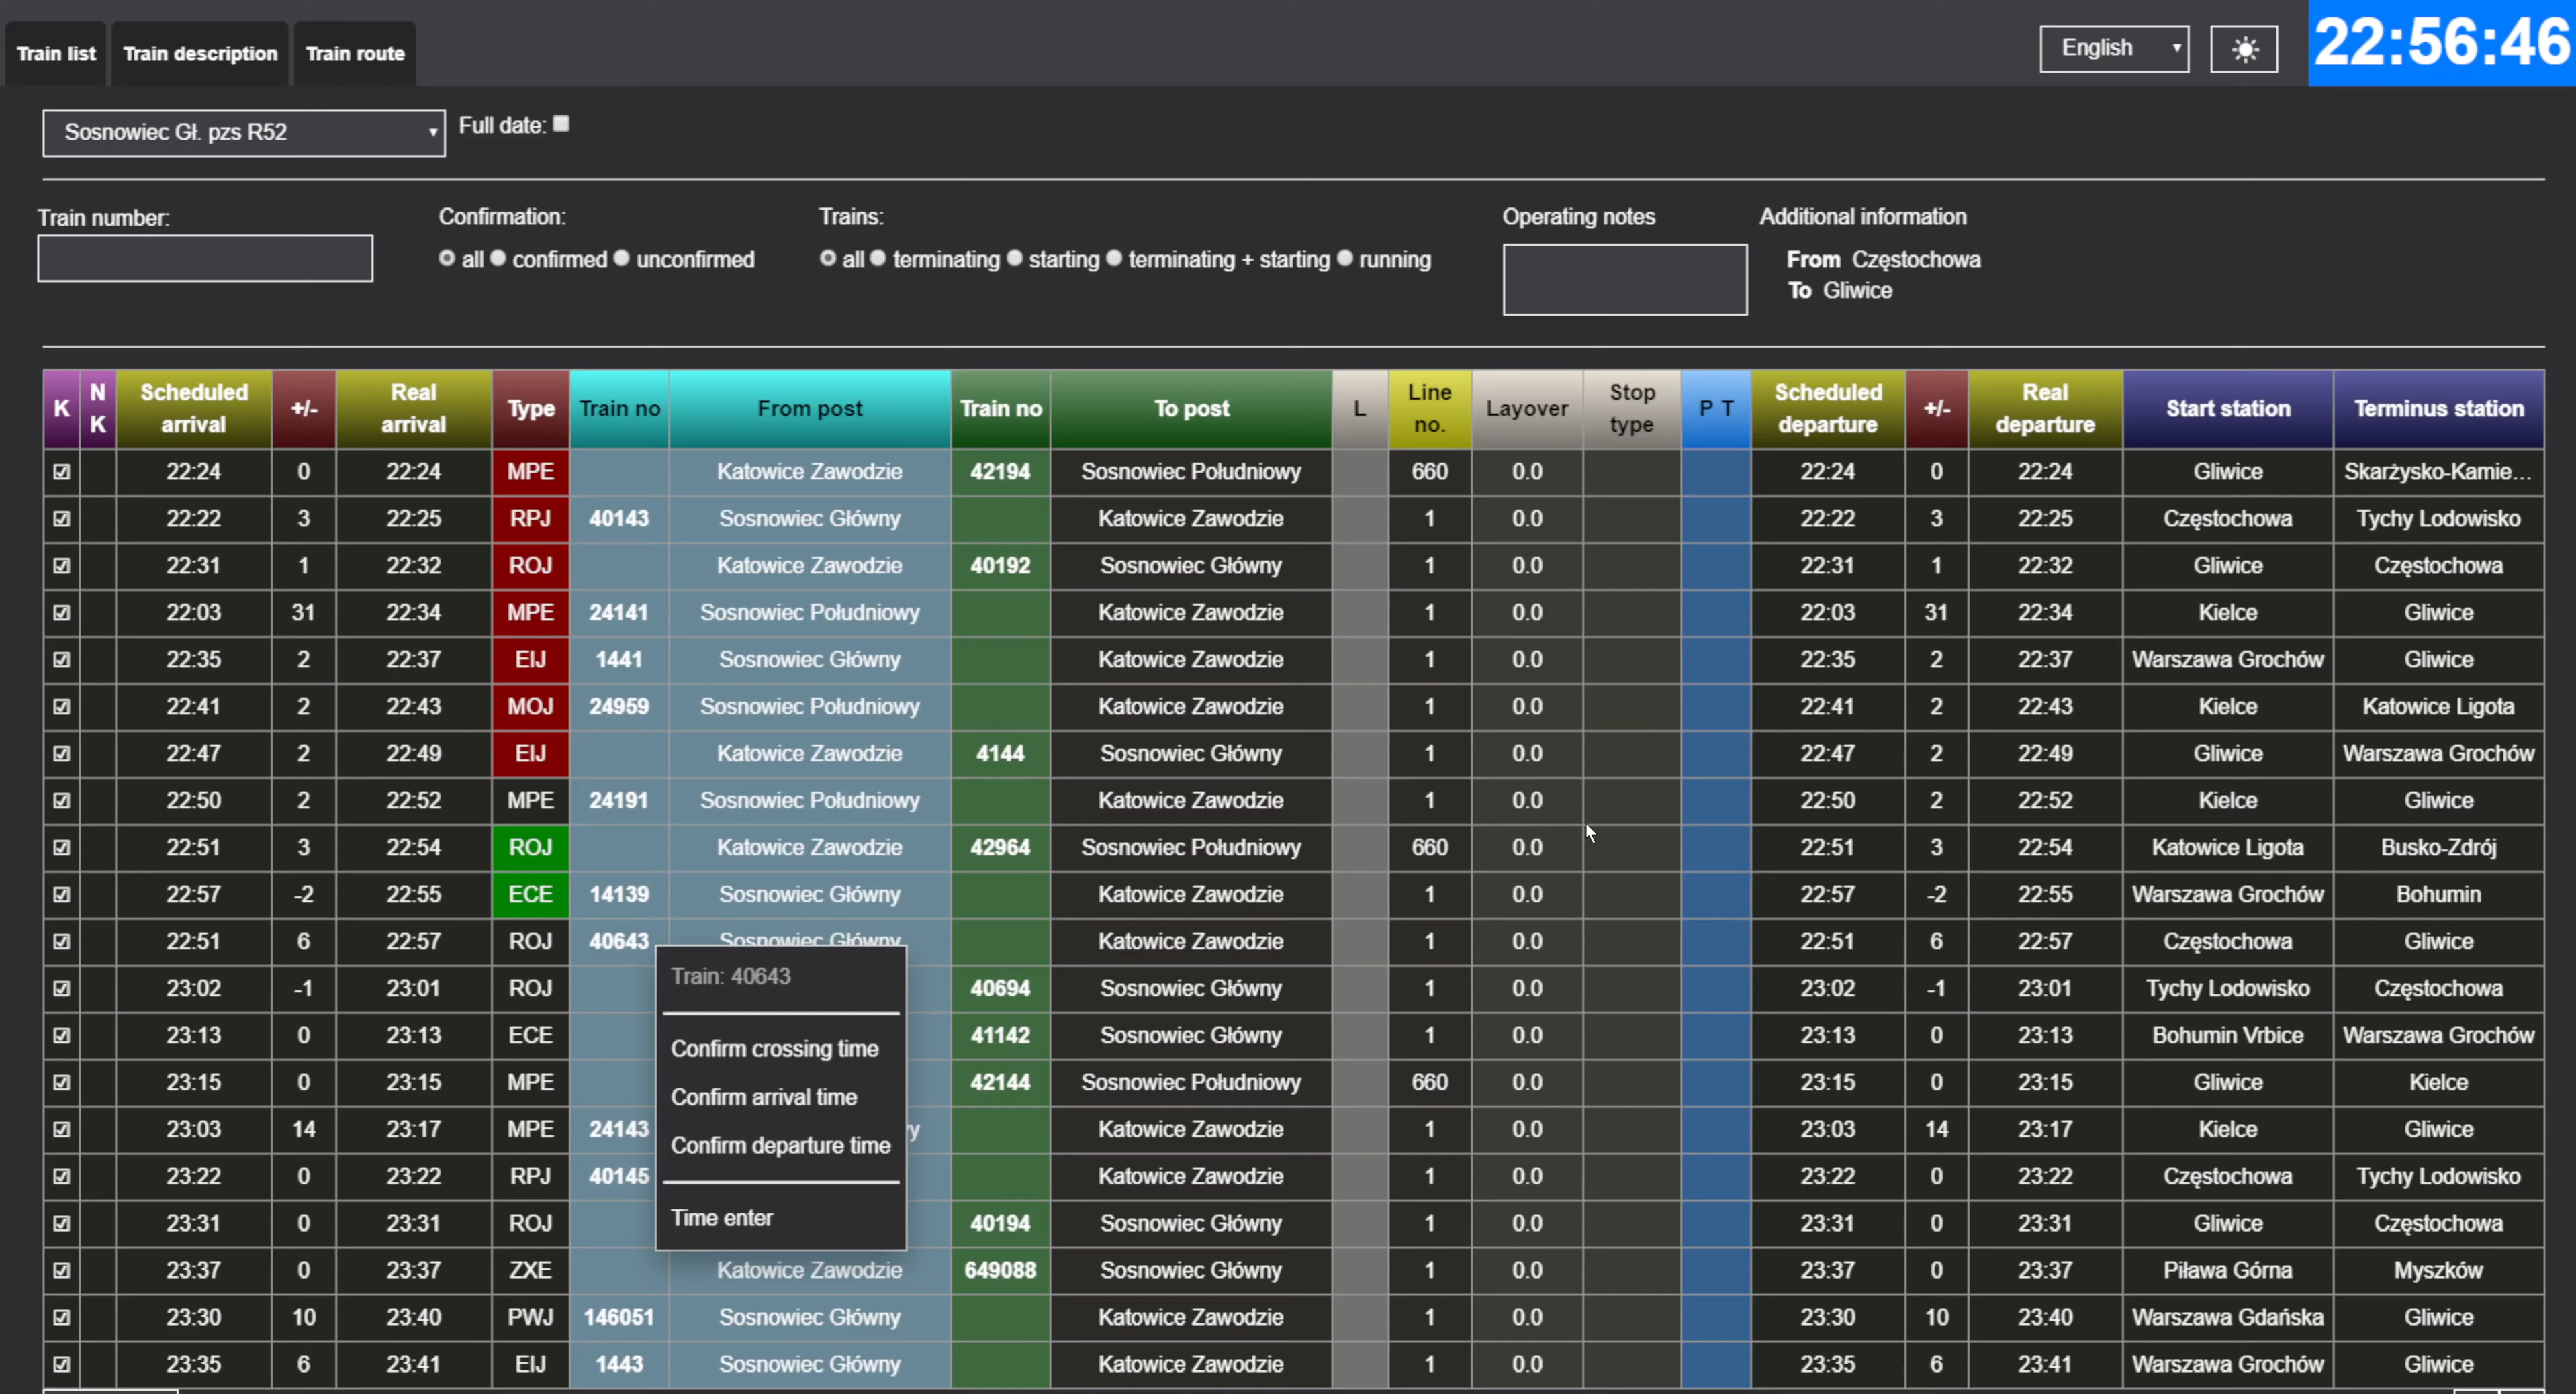 Train list Train description Train route English 22:56:46
Sosnowiec Gł. pzs R52 Full date:
Train number: Confirmation: Trains: Operating notes Additional information
all confirmed unconfirmed all terminating starting terminating + starting running From Częstochowa
To Gliwice
K N K Scheduled arrival +/- Real arrival Type Train no From post Train no To post L Line no. Layover Stop type P T Scheduled departure +/- Real departure Start station Terminus station
22:24 0 22:24 MPE Katowice Zawodzie 42194 Sosnowiec Południowy 660 0.0 22:24 0 22:24 Gliwice Skarżysko-Kamie...
22:22 3 22:25 RPJ 40143 Sosnowiec Główny Katowice Zawodzie 1 0.0 22:22 3 22:25 Częstochowa Tychy Lodowisko
22:31 1 22:32 ROJ Katowice Zawodzie 40192 Sosnowiec Główny 1 0.0 22:31 1 22:32 Gliwice Częstochowa
22:03 31 22:34 MPE 24141 Sosnowiec Południowy Katowice Zawodzie 1 0.0 22:03 31 22:34 Kielce Gliwice
22:35 2 22:37 EIJ 1441 Sosnowiec Główny Katowice Zawodzie 1 0.0 22:35 2 22:37 Warszawa Grochów Gliwice
22:41 2 22:43 MOJ 24959 Sosnowiec Południowy Katowice Zawodzie 1 0.0 22:41 2 22:43 Kielce Katowice Ligota
22:47 2 22:49 EIJ Katowice Zawodzie 4144 Sosnowiec Główny 1 0.0 22:47 2 22:49 Gliwice Warszawa Grochów
22:50 2 22:52 MPE 24191 Sosnowiec Południowy Katowice Zawodzie 1 0.0 22:50 2 22:52 Kielce Gliwice
22:51 3 22:54 ROJ Katowice Zawodzie 42964 Sosnowiec Południowy 660 0.0 22:51 3 22:54 Katowice Ligota Busko-Zdrój
22:57 -2 22:55 ECE 14139 Sosnowiec Główny Katowice Zawodzie 1 0.0 22:57 -2 22:55 Warszawa Grochów Bohumin
22:51 6 22:57 ROJ 40643 Sosnowiec Główny Katowice Zawodzie 1 0.0 22:51 6 22:57 Częstochowa Gliwice
23:02 -1 23:01 ROJ 40694 Sosnowiec Główny 1 0.0 23:02 -1 23:01 Tychy Lodowisko Częstochowa
23:13 0 23:13 ECE 41142 Sosnowiec Główny 1 0.0 23:13 0 23:13 Bohumin Vrbice Warszawa Grochów
23:15 0 23:15 MPE 42144 Sosnowiec Południowy 660 0.0 23:15 0 23:15 Gliwice Kielce
23:03 14 23:17 MPE 24143 Katowice Zawodzie 1 0.0 23:03 14 23:17 Kielce Gliwice
23:22 0 23:22 RPJ 40145 Katowice Zawodzie 1 0.0 23:22 0 23:22 Częstochowa Tychy Lodowisko
23:31 0 23:31 ROJ 40194 Sosnowiec Główny 1 0.0 23:31 0 23:31 Gliwice Częstochowa
23:37 0 23:37 ZXE Katowice Zawodzie 649088 Sosnowiec Główny 1 0.0 23:37 0 23:37 Piława Górna Myszków
23:30 10 23:40 PWJ 146051 Sosnowiec Główny Katowice Zawodzie 1 0.0 23:30 10 23:40 Warszawa Gdańska Gliwice
23:35 6 23:41 EIJ 1443 Sosnowiec Główny Katowice Zawodzie 1 0.0 23:35 6 23:41 Warszawa Grochów Gliwice
Train: 40643
Confirm crossing time
Confirm arrival time
Confirm departure time
Time enter